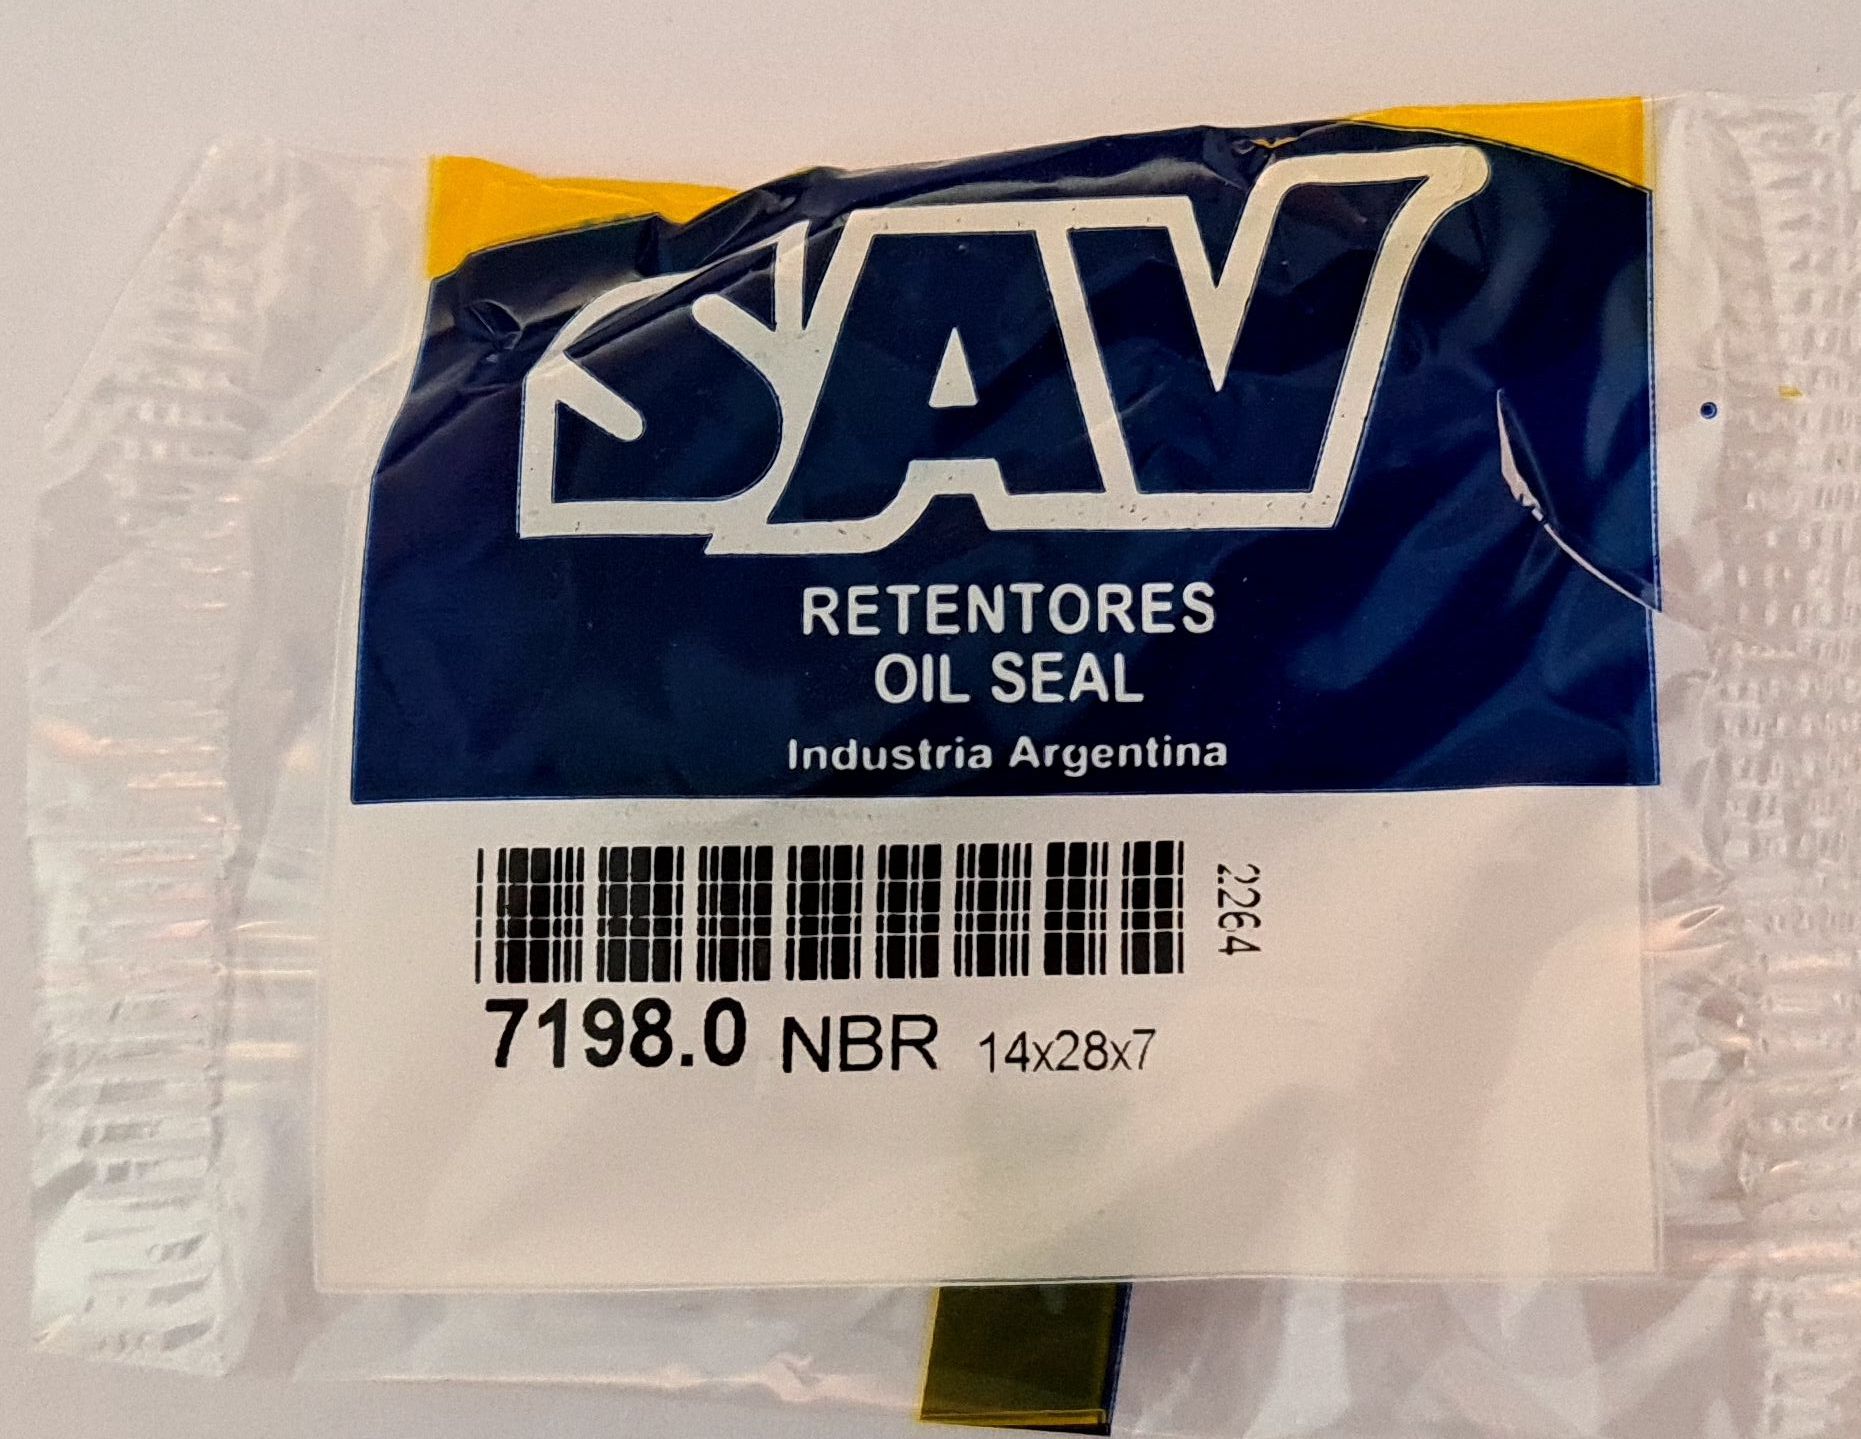 SAV
RETENTORES
OIL SEAL
Industria Argentina
2264
7198.0 NBR 14x28x7